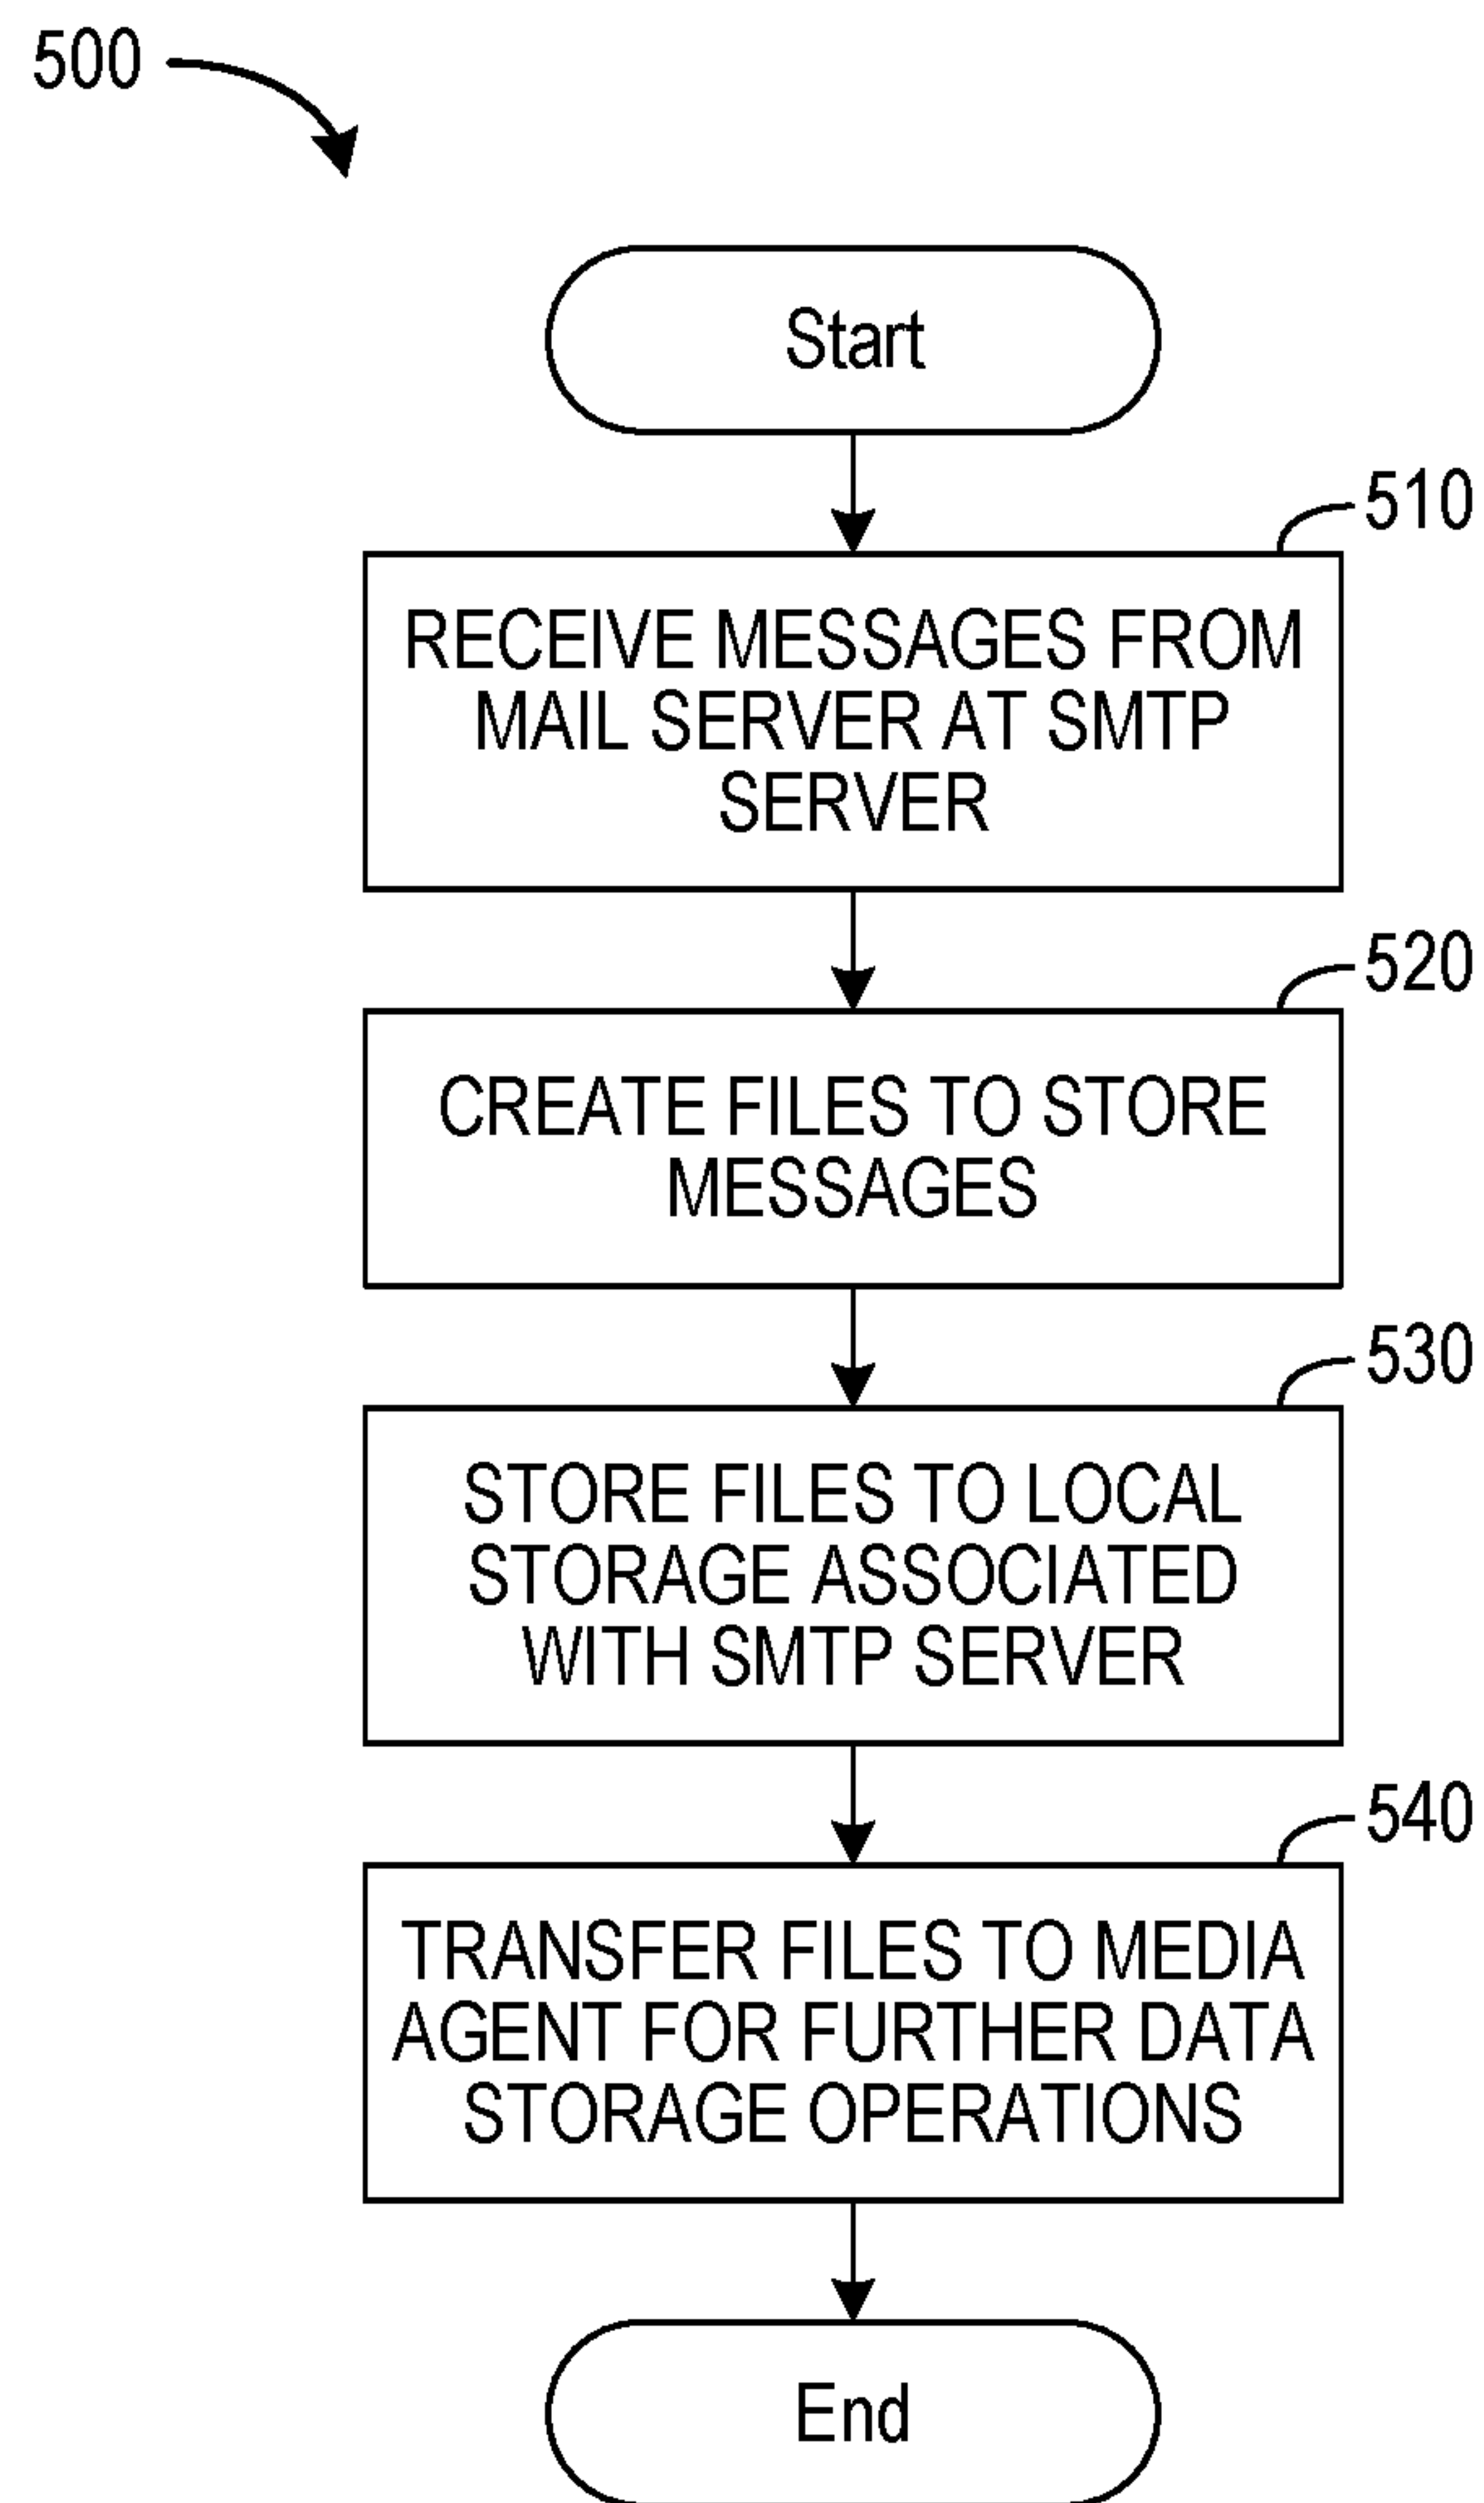 500
Start
510
RECEIVE MESSAGES FROM
MAIL SERVER AT SMTP
SERVER
520
CREATE FILES TO STORE
MESSAGES
530
STORE FILES TO LOCAL
STORAGE ASSOCIATED
WITH SMTP SERVER
540
TRANSFER FILES TO MEDIA
AGENT FOR FURTHER DATA
STORAGE OPERATIONS
End